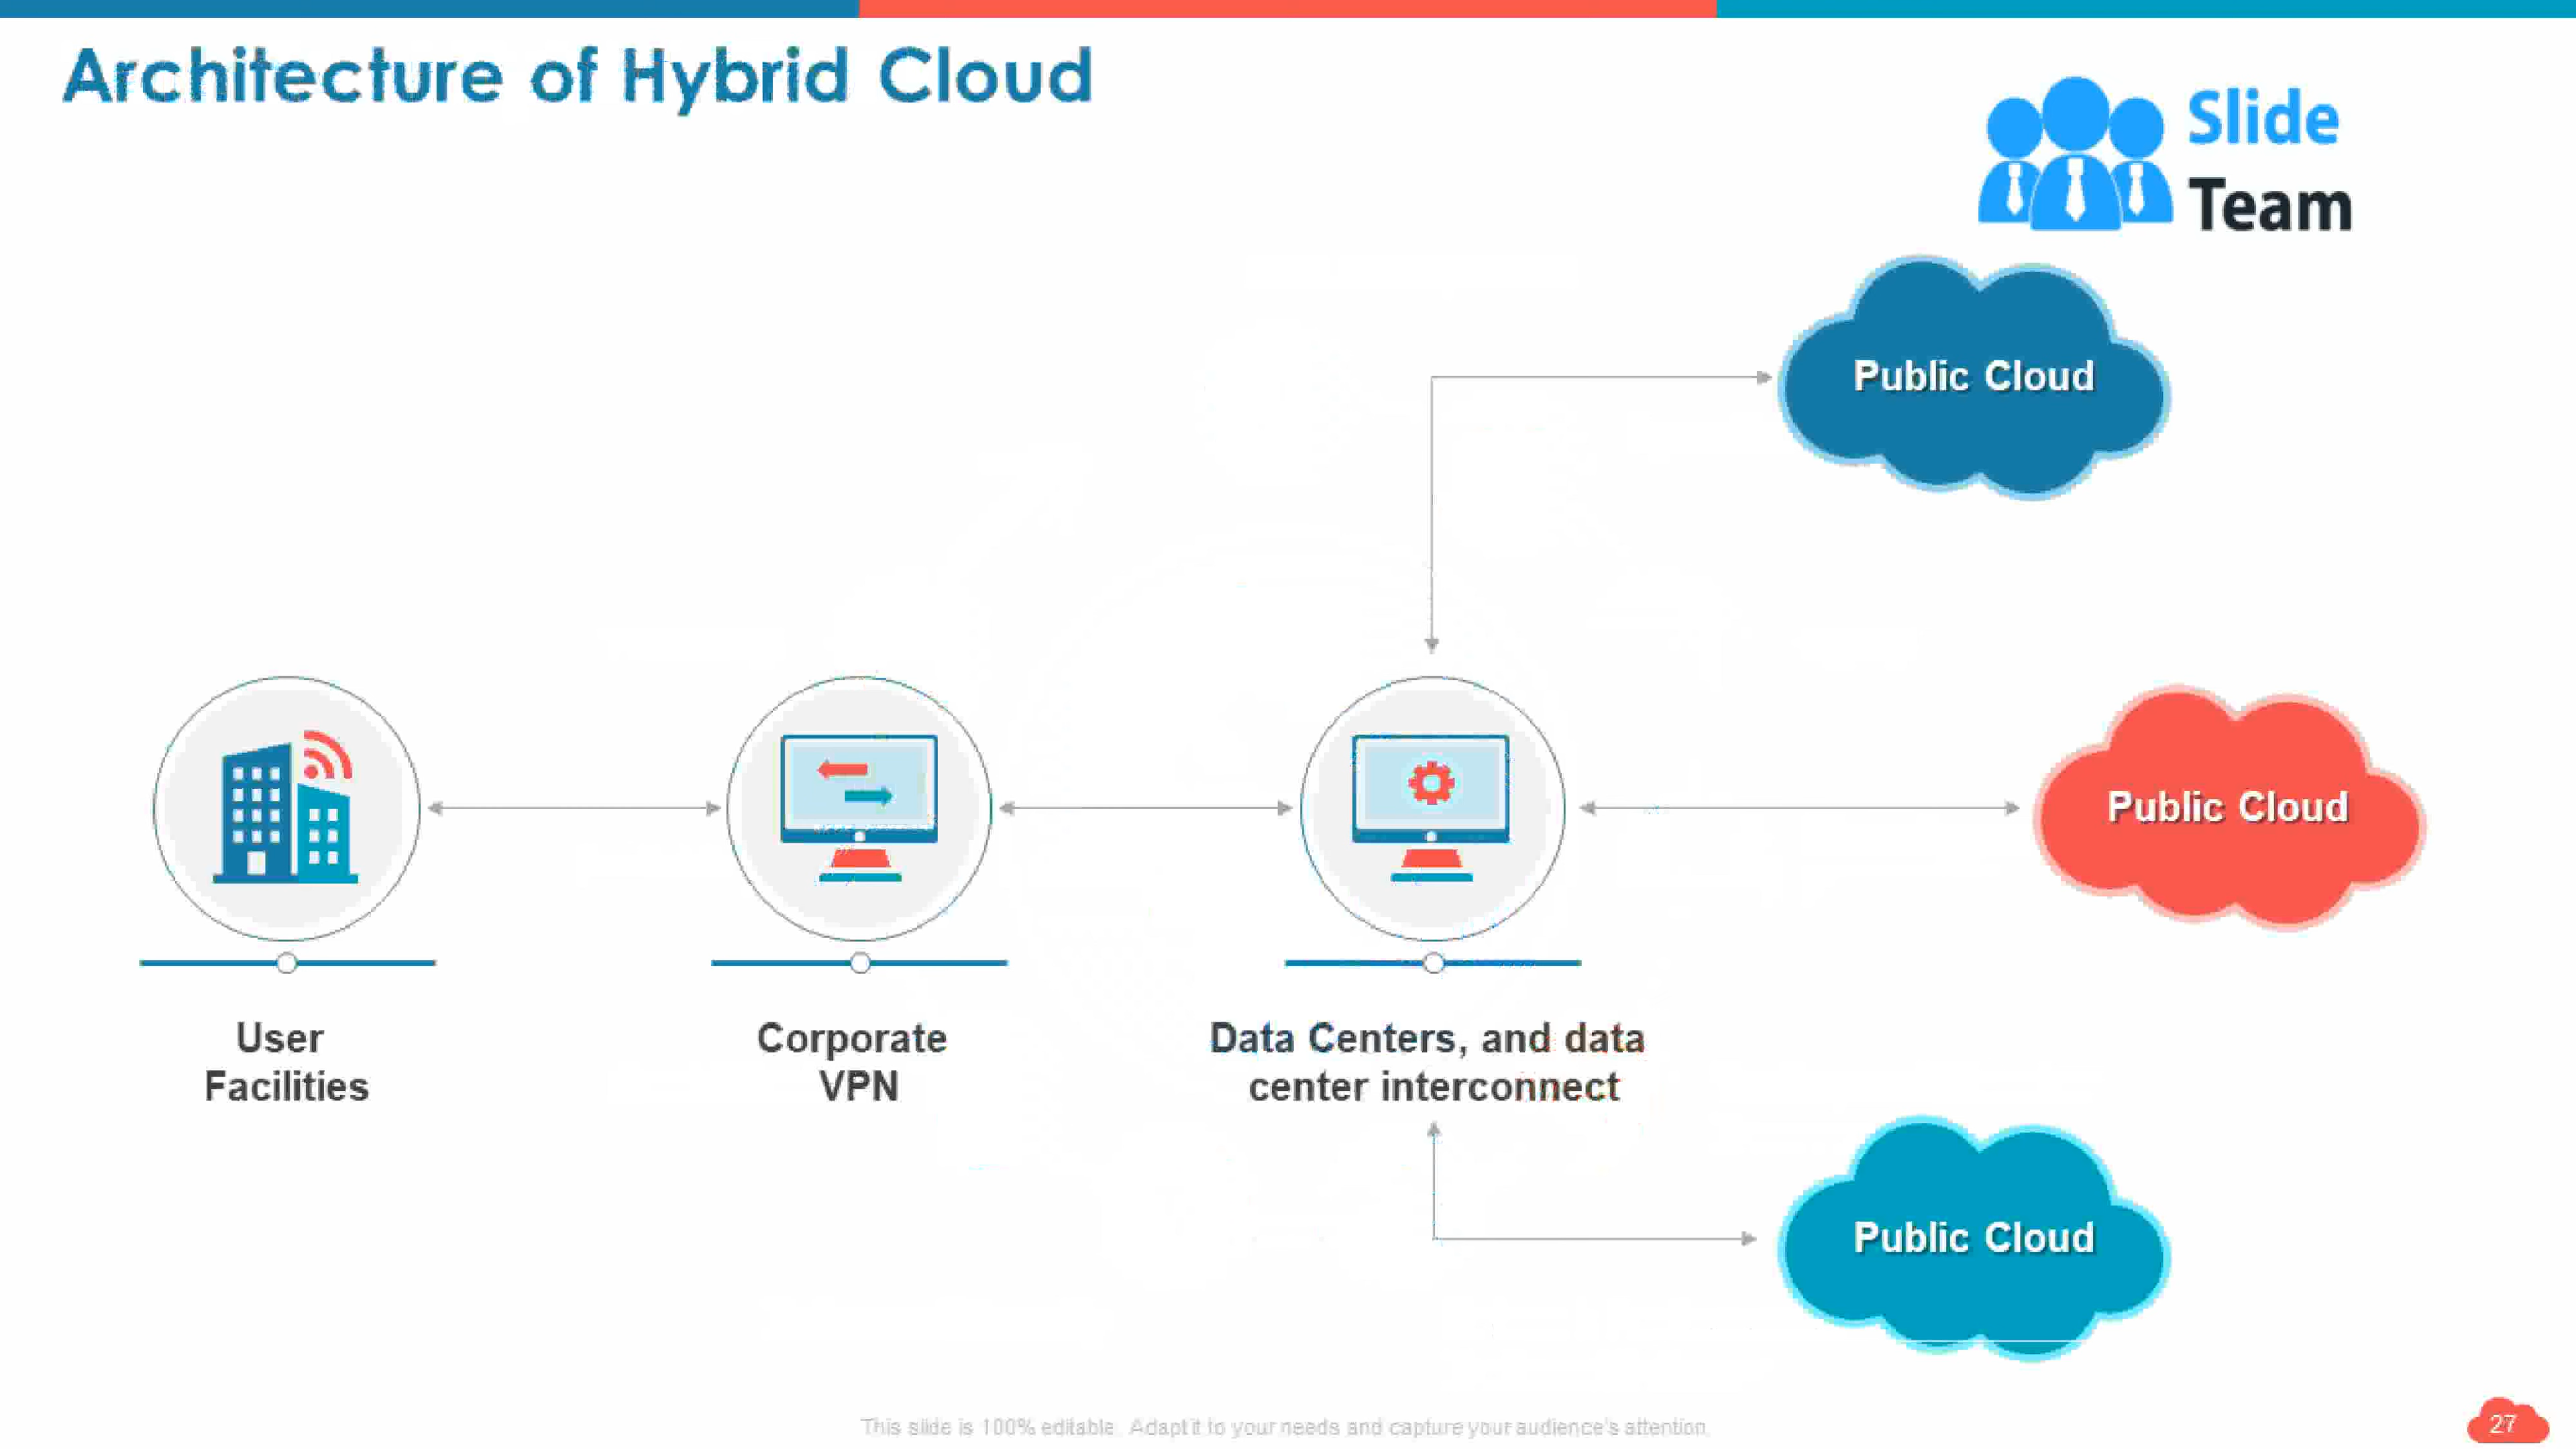 Architecture of Hybrid Cloud
Slide
Team
Public Cloud
Public Cloud
User
Facilities
Corporate
VPN
Data Centers, and data
center interconnect
Public Cloud
This slide is 100% editable. Adapt it to your needs and capture your audience's attention.
27